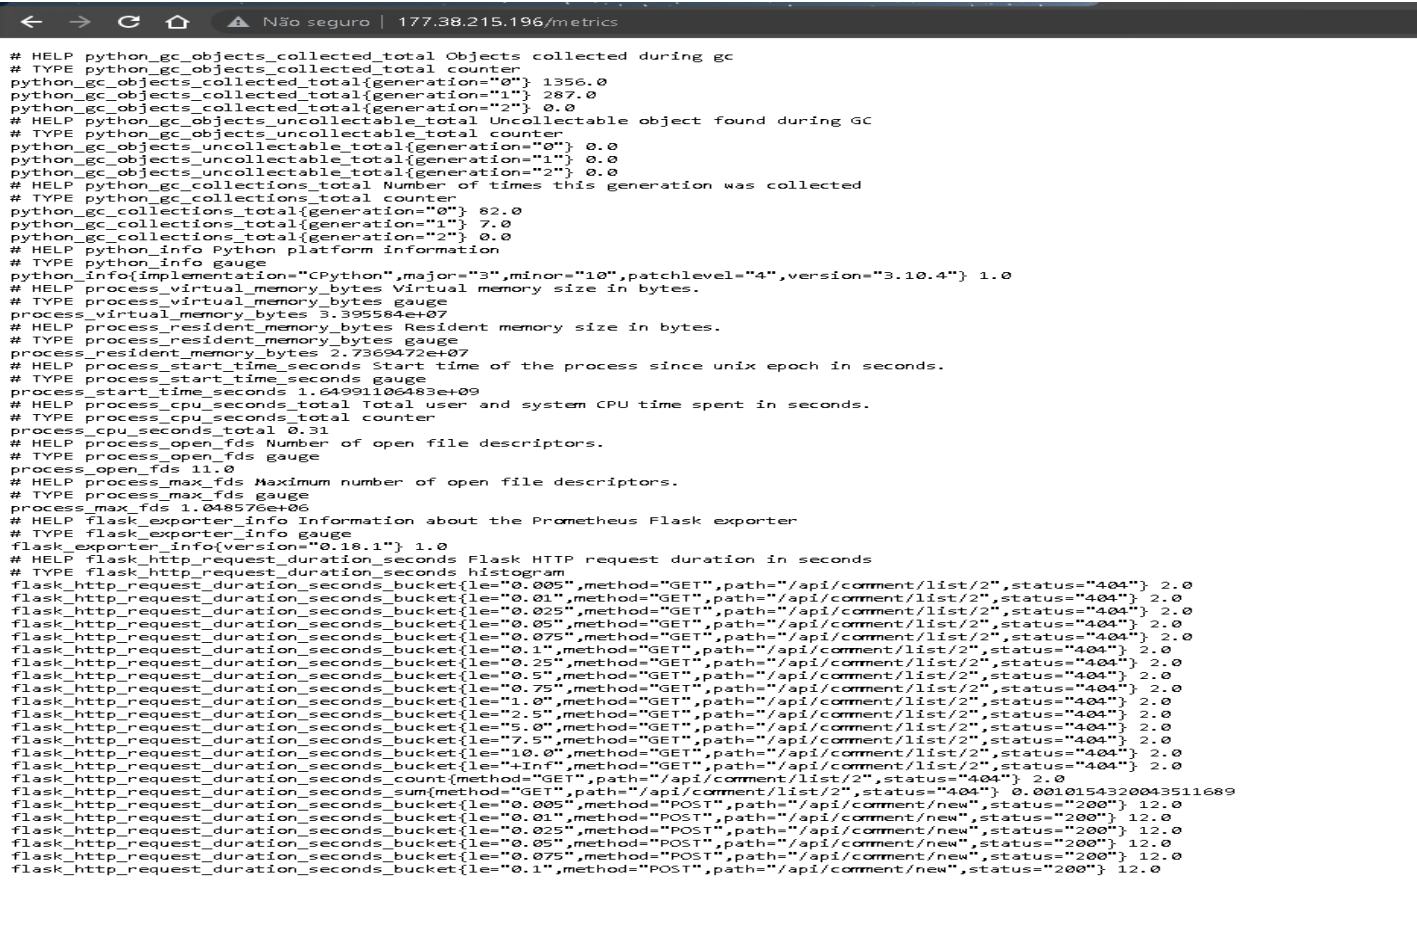 Não seguro | 177.38.215.196/metrics
# HELP python_gc_objects_collected_total Objects collected during gc
# TYPE python_gc_objects_collected_total counter
python_gc_objects_collected_total{generation="0"} 1356.0
python_gc_objects_collected_total{generation="1"} 287.0
python_gc_objects_collected_total{generation="2"} 0.0
# HELP python_gc_objects_uncollectable_total Uncollectable object found during GC
# TYPE python_gc_objects_uncollectable_total counter
python_gc_objects_uncollectable_total{generation="0"} 0.0
python_gc_objects_uncollectable_total{generation="1"} 0.0
python_gc_objects_uncollectable_total{generation="2"} 0.0
# HELP python_gc_collections_total Number of times this generation was collected
# TYPE python_gc_collections_total counter
python_gc_collections_total{generation="0"} 82.0
python_gc_collections_total{generation="1"} 7.0
python_gc_collections_total{generation="2"} 0.0
# HELP python_info Python platform information
# TYPE python_info gauge
python_info{implementation="CPython",major="3",minor="10",patchlevel="4",version="3.10.4"} 1.0
# HELP process_virtual_memory_bytes Virtual memory size in bytes.
# TYPE process_virtual_memory_bytes gauge
process_virtual_memory_bytes 3.395584e+07
# HELP process_resident_memory_bytes Resident memory size in bytes.
# TYPE process_resident_memory_bytes gauge
process_resident_memory_bytes 2.7369472e+07
# HELP process_start_time_seconds Start time of the process since unix epoch in seconds.
# TYPE process_start_time_seconds gauge
process_start_time_seconds 1.64991106483e+09
# HELP process_cpu_seconds_total Total user and system CPU time spent in seconds.
# TYPE process_cpu_seconds_total counter
process_cpu_seconds_total 0.31
# HELP process_open_fds Number of open file descriptors.
# TYPE process_open_fds gauge
process_open_fds 11.0
# HELP process_max_fds Maximum number of open file descriptors.
# TYPE process_max_fds gauge
process_max_fds 1.048576e+06
# HELP flask_exporter_info Information about the Prometheus Flask exporter
# TYPE flask_exporter_info gauge
flask_exporter_info{version="0.18.1"} 1.0
# HELP flask_http_request_duration_seconds Flask HTTP request duration in seconds
# TYPE flask_http_request_duration_seconds histogram
flask_http_request_duration_seconds_bucket{le="0.005",method="GET",path="/api/comment/list/2",status="404"} 2.0
flask_http_request_duration_seconds_bucket{le="0.01",method="GET",path="/api/comment/list/2",status="404"} 2.0
flask_http_request_duration_seconds_bucket{le="0.025",method="GET",path="/api/comment/list/2",status="404"} 2.0
flask_http_request_duration_seconds_bucket{le="0.05",method="GET",path="/api/comment/list/2",status="404"} 2.0
flask_http_request_duration_seconds_bucket{le="0.075",method="GET",path="/api/comment/list/2",status="404"} 2.0
flask_http_request_duration_seconds_bucket{le="0.1",method="GET",path="/api/comment/list/2",status="404"} 2.0
flask_http_request_duration_seconds_bucket{le="0.25",method="GET",path="/api/comment/list/2",status="404"} 2.0
flask_http_request_duration_seconds_bucket{le="0.5",method="GET",path="/api/comment/list/2",status="404"} 2.0
flask_http_request_duration_seconds_bucket{le="0.75",method="GET",path="/api/comment/list/2",status="404"} 2.0
flask_http_request_duration_seconds_bucket{le="1.0",method="GET",path="/api/comment/list/2",status="404"} 2.0
flask_http_request_duration_seconds_bucket{le="2.5",method="GET",path="/api/comment/list/2",status="404"} 2.0
flask_http_request_duration_seconds_bucket{le="5.0",method="GET",path="/api/comment/list/2",status="404"} 2.0
flask_http_request_duration_seconds_bucket{le="7.5",method="GET",path="/api/comment/list/2",status="404"} 2.0
flask_http_request_duration_seconds_bucket{le="10.0",method="GET",path="/api/comment/list/2",status="404"} 2.0
flask_http_request_duration_seconds_bucket{le="+Inf",method="GET",path="/api/comment/list/2",status="404"} 2.0
flask_http_request_duration_seconds_count{method="GET",path="/api/comment/list/2",status="404"} 2.0
flask_http_request_duration_seconds_sum{method="GET",path="/api/comment/list/2",status="404"} 0.0010154320043511689
flask_http_request_duration_seconds_bucket{le="0.005",method="POST",path="/api/comment/new",status="200"} 12.0
flask_http_request_duration_seconds_bucket{le="0.01",method="POST",path="/api/comment/new",status="200"} 12.0
flask_http_request_duration_seconds_bucket{le="0.025",method="POST",path="/api/comment/new",status="200"} 12.0
flask_http_request_duration_seconds_bucket{le="0.05",method="POST",path="/api/comment/new",status="200"} 12.0
flask_http_request_duration_seconds_bucket{le="0.075",method="POST",path="/api/comment/new",status="200"} 12.0
flask_http_request_duration_seconds_bucket{le="0.1",method="POST",path="/api/comment/new",status="200"} 12.0